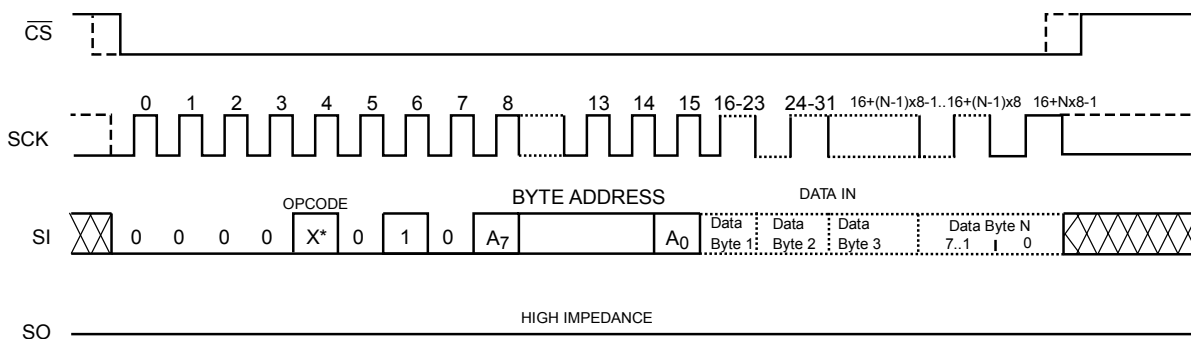 CS
0 1 2 3 4 5 6 7 8 13 14 15 16-23 24-31 16+(N-1)x8-1..16+(N-1)x8 16+Nx8-1
SCK
OPCODE BYTE ADDRESS DATA IN
SI 0 0 0 0 X* 0 1 0 A7 A0 Data Byte 1 Data Byte 2 Data Byte 3 Data Byte N 7..1 0
HIGH IMPEDANCE
SO